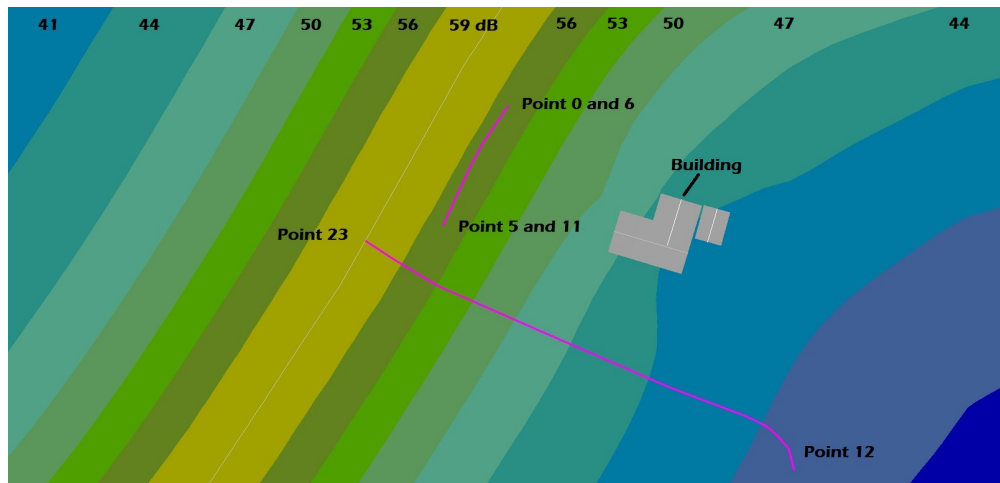 41 44 47 50 53 56 59 dB 56 53 50 47 44
Point 0 and 6
Building
Point 5 and 11
Point 23
Point 12